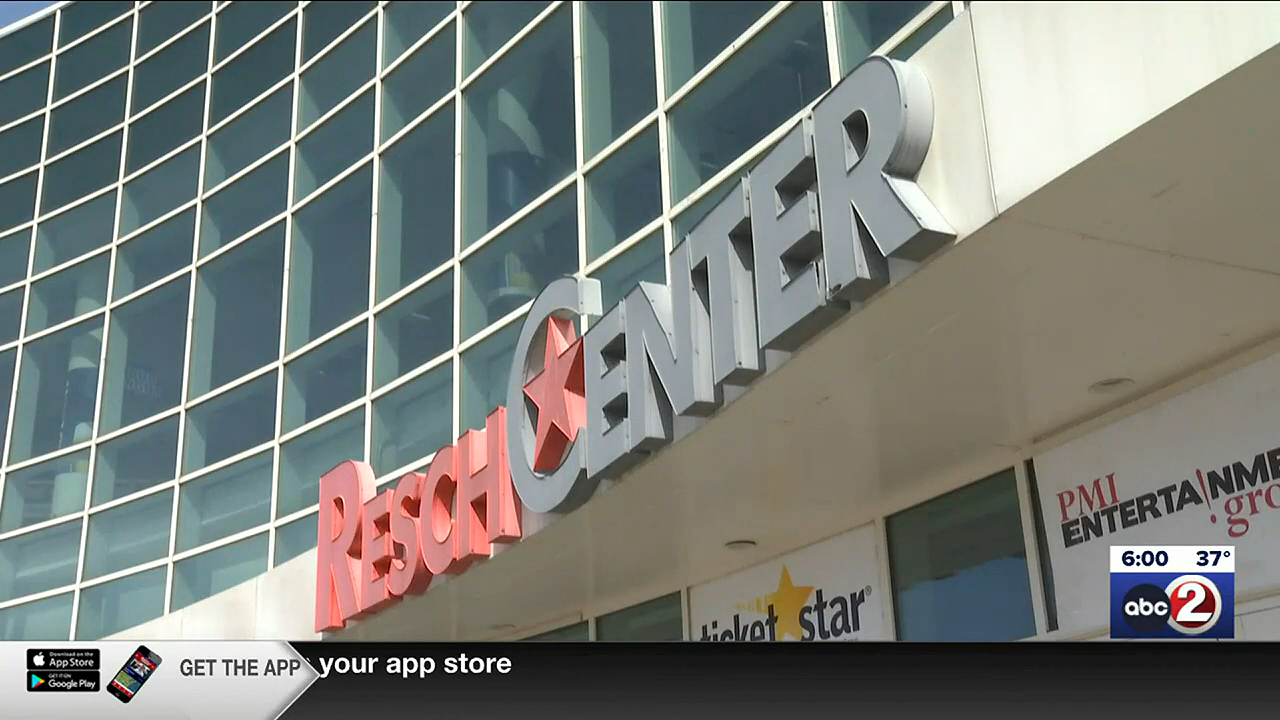 RESCH CENTER
PMI
ENTERTAINME
gro
ticket star®
6:00 37°
abc 2
Download on the
App Store
GET IT ON
Google Play
GET THE APP
your app store